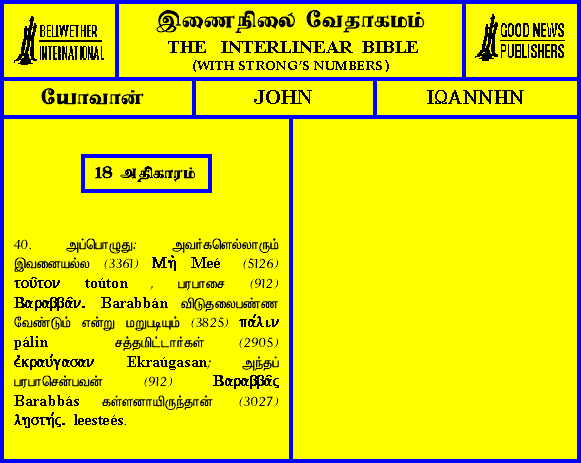 BELLWETHER
INTERNATIONAL
இணைநிலை வேதாகமம்
THE INTERLINEAR BIBLE
(WITH STRONG'S NUMBERS)
GOOD NEWS
PUBLISHERS
யோவான்
JOHN
ΙΩΑΝΝΗΝ
18 அதிகாரம்
40. அப்பொழுது: அவர்களெல்லாரும்
இவனையல்ல (3361) Μὴ Meé (5126)
τοῦτον toúton , பரபாசை (912)
Βαραββᾶν. Barabbán விடுதலைபண்ண
வேண்டும் என்று மறுபடியும் (3825) πάλιν
pálin சத்தமிட்டார்கள் (2905)
ἐκραύγασαν Ekraúgasan; அந்தப்
பரபாசென்பவன் (912) Βαραββᾶς
Barabbás கள்ளனாயிருந்தான் (3027)
λῃστής. leesteés.